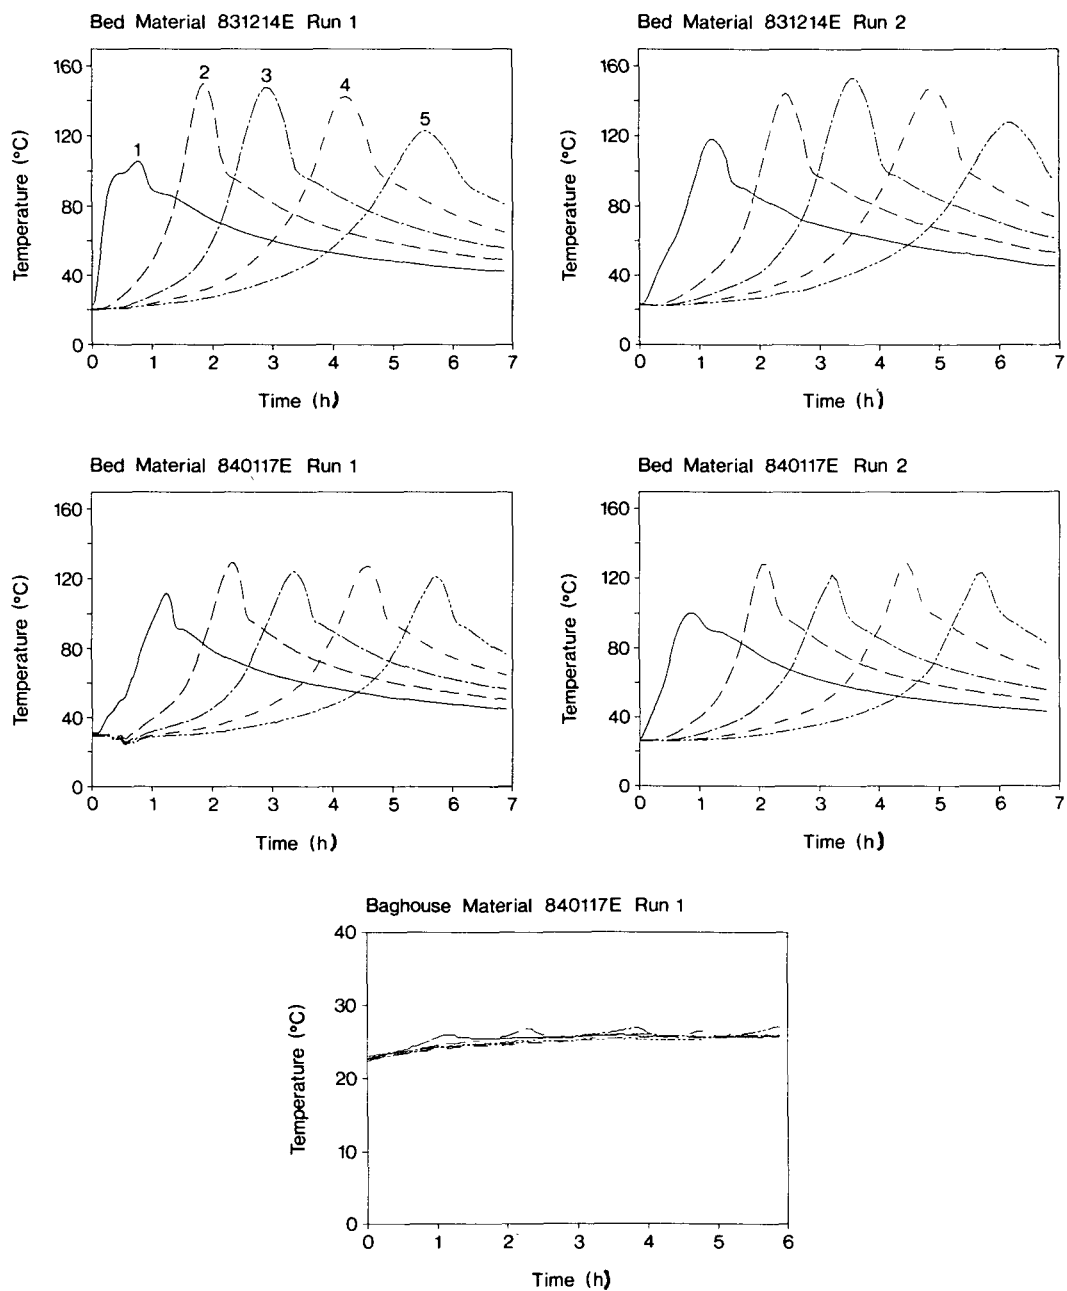 Bed Material 831214E Run 1
Temperature (°C)
160
120
80
40
0
1
2
3
4
5
0 1 2 3 4 5 6 7
Time (h)
Bed Material 831214E Run 2
Temperature (°C)
160
120
80
40
0
0 1 2 3 4 5 6 7
Time (h)
Bed Material 840117E Run 1
Temperature (°C)
160
120
80
40
0
0 1 2 3 4 5 6 7
Time (h)
Bed Material 840117E Run 2
Temperature (°C)
160
120
80
40
0
0 1 2 3 4 5 6 7
Time (h)
Baghouse Material 840117E Run 1
Temperature (°C)
40
30
20
10
0
0 1 2 3 4 5 6
Time (h)